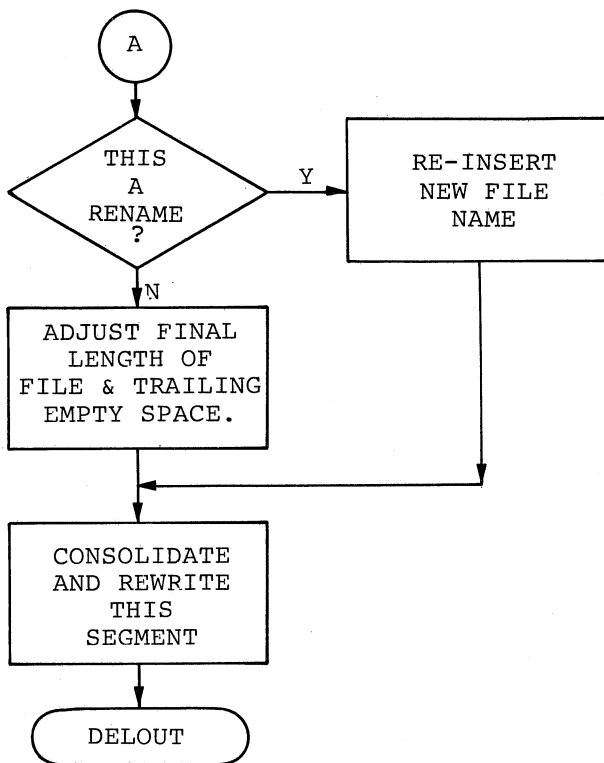 A
THIS
A
RENAME
?
Y
RE-INSERT
NEW FILE
NAME
N
ADJUST FINAL
LENGTH OF
FILE & TRAILING
EMPTY SPACE.
CONSOLIDATE
AND REWRITE
THIS
SEGMENT
DELOUT